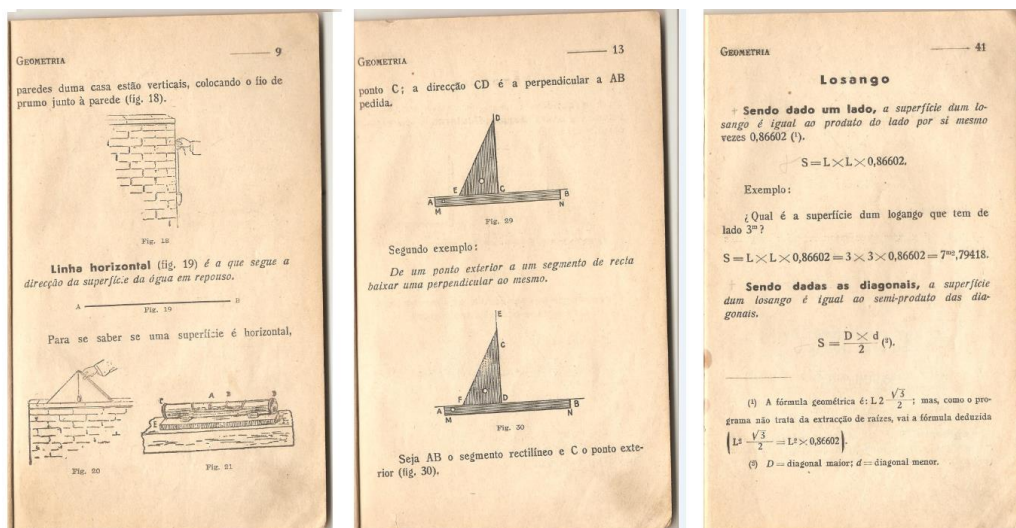 GEOMETRIA ——— 9
paredes duma casa estão verticais, colocando o fio de
prumo junto à parede (fig. 18).
Fig. 18
Linha horizontal (fig. 19) é a que segue a
direcção da superfície da água em repouso.
A B
Fig. 19
Para se saber se uma superfície é horizontal,
C A B D
Fig. 20
Fig. 21
GEOMETRIA ——— 13
ponto C; a direcção CD é a perpendicular a AB
pedida.
D
E C
A B
M N
Fig. 29
Segundo exemplo:
De um ponto exterior a um segmento de recta
baixar uma perpendicular ao mesmo.
E
C
F D
A B
M N
Fig. 30
Seja AB o segmento rectilíneo e C o ponto exte-
rior (fig. 30).
GEOMETRIA ——— 41
Losango
Sendo dado um lado, a superfície dum lo-
sango é igual ao produto do lado por si mesmo
vezes 0,86602 (¹).
S=L×L×0,86602.
Exemplo:
¿Qual é a superfície dum logango que tem de
lado 3ᵐ?
S=L×L×0,86602=3×3×0,86602=7ᵐ²,79418.
Sendo dadas as diagonais, a superfície
dum losango é igual ao semi-produto das dia-
gonais.
S = D × d / 2 (²).
(¹) A fórmula geométrica é: L 2 √3 / 2 ; mas, como o pro-
grama não trata da extracção de raízes, vai a fórmula deduzida
(L² √3 / 2 = L²×0,86602).
(²) D = diagonal maior; d = diagonal menor.